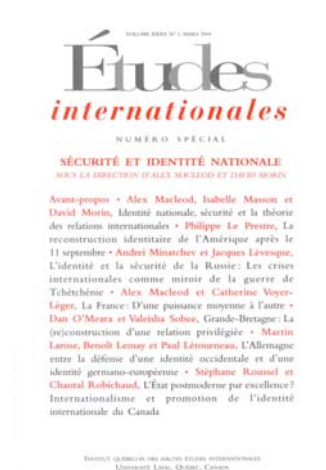 VOLUME XXXV, N° 1, MARS 2004
Études
internationales
NUMÉRO SPÉCIAL
SÉCURITÉ ET IDENTITÉ NATIONALE
SOUS LA DIRECTION D'ALEX MACLEOD ET DAVID MORIN
Avant-propos • Alex Macleod, Isabelle Masson et
David Morin, Identité nationale, sécurité et la théorie
des relations internationales • Philippe Le Prestre, La
reconstruction identitaire de l'Amérique après le
11 septembre • Andrei Minatchev et Jacques Lévesque,
L'identité et la sécurité de la Russie : Les crises
internationales comme miroir de la guerre de
Tchétchénie • Alex Macleod et Catherine Voyer-
Léger, La France : D'une puissance moyenne à l'autre •
Dan O'Meara et Valeisha Sobee, Grande-Bretagne : La
(re)construction d'une relation privilégiée • Martin
Larose, Benoît Lemay et Paul Létourneau, L'Allemagne
entre la défense d'une identité occidentale et d'une
identité germano-européenne • Stéphane Roussel et
Chantal Robichaud, L'État postmoderne par excellence ?
Internationalisme et promotion de l'identité
internationale du Canada
INSTITUT QUÉBÉCOIS DES HAUTES ÉTUDES INTERNATIONALES
UNIVERSITÉ LAVAL, QUÉBEC, CANADA